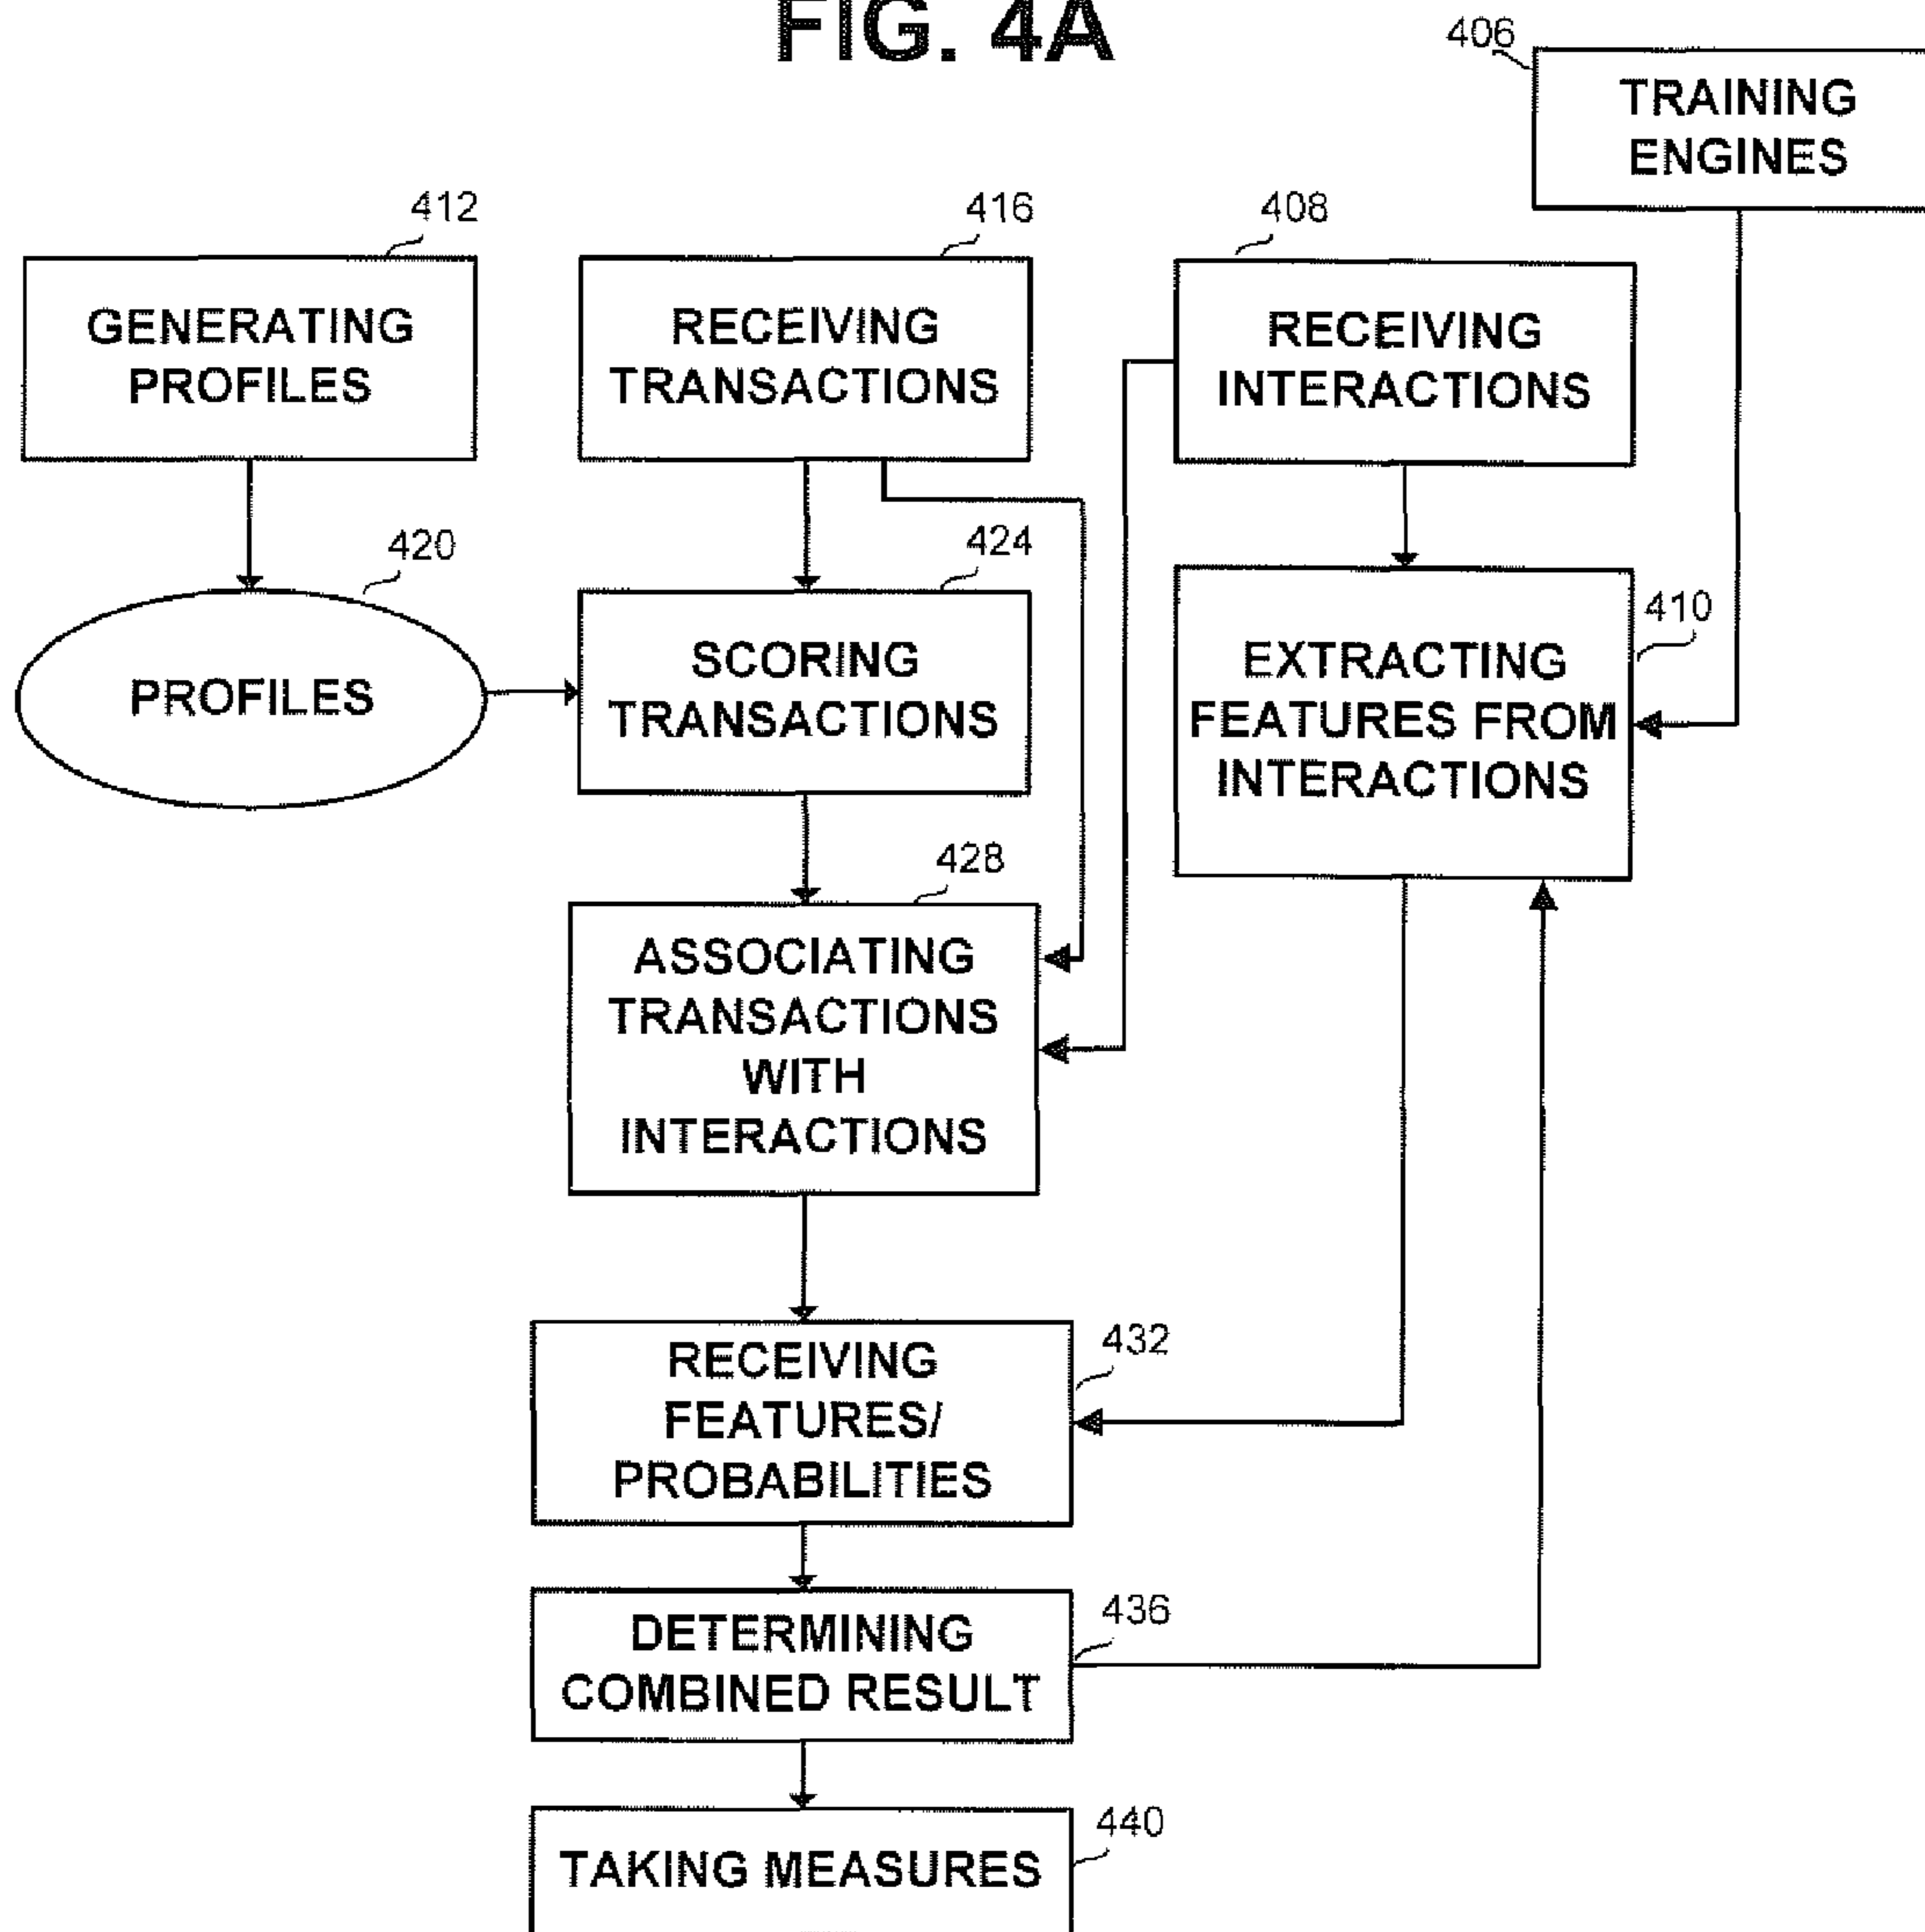 FIG. 4A
406
TRAINING
ENGINES
412
GENERATING
PROFILES
416
RECEIVING
TRANSACTIONS
408
RECEIVING
INTERACTIONS
420
PROFILES
424
SCORING
TRANSACTIONS
410
EXTRACTING
FEATURES FROM
INTERACTIONS
428
ASSOCIATING
TRANSACTIONS
WITH
INTERACTIONS
432
RECEIVING
FEATURES/
PROBABILITIES
436
DETERMINING
COMBINED RESULT
440
TAKING MEASURES